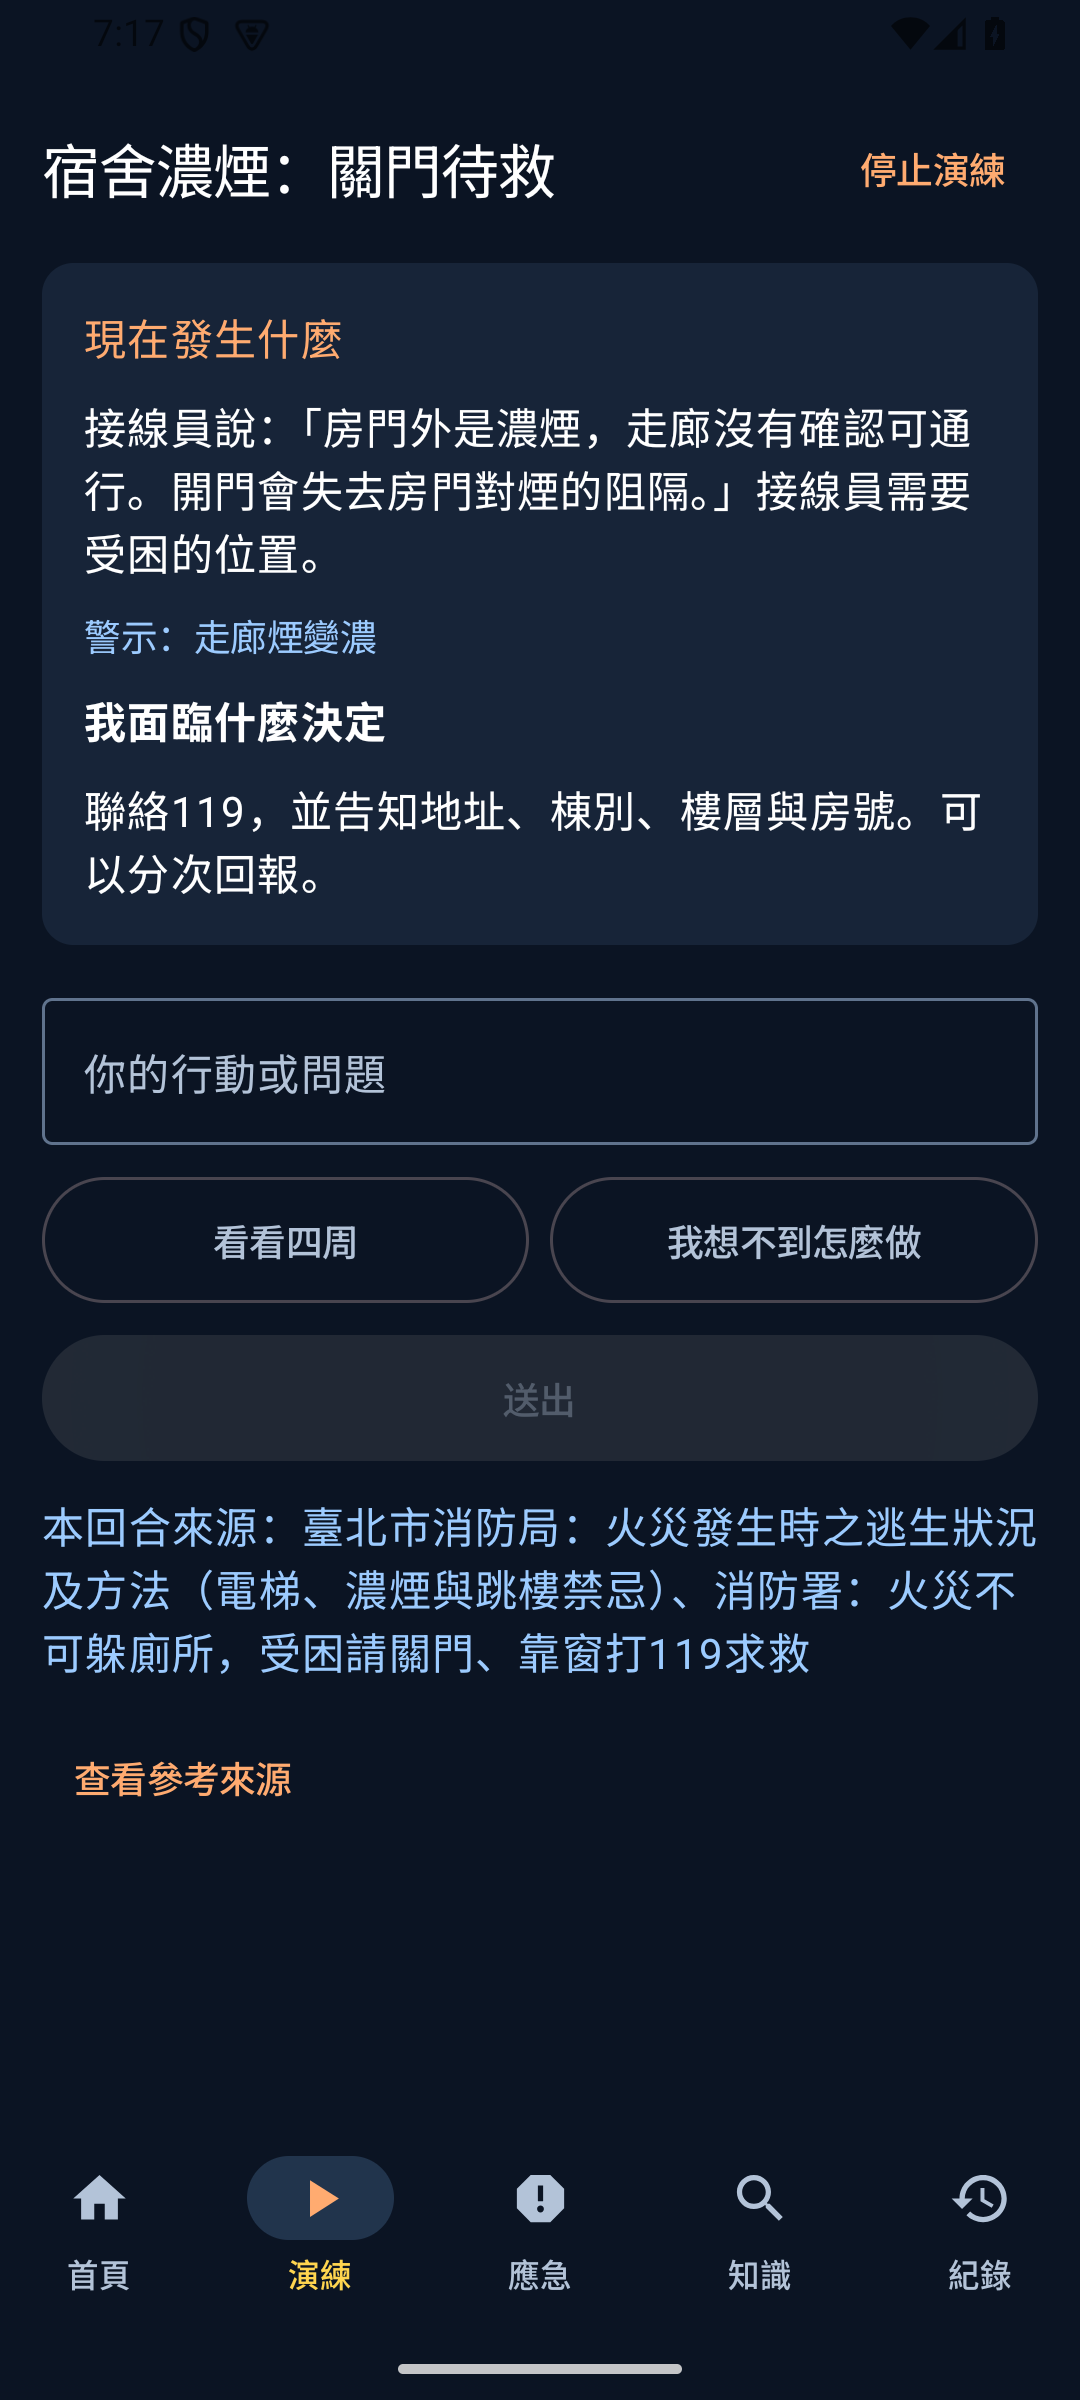 7:17
宿舍濃煙：關門待救
停止演練
現在發生什麼
接線員說：「房門外是濃煙，走廊沒有確認可通
行。開門會失去房門對煙的阻隔。」接線員需要
受困的位置。
警示：走廊煙變濃
我面臨什麼決定
聯絡119，並告知地址、棟別、樓層與房號。可
以分次回報。
你的行動或問題
看看四周
我想不到怎麼做
送出
本回合來源：臺北市消防局：火災發生時之逃生狀況
及方法（電梯、濃煙與跳樓禁忌）、消防署：火災不
可躲廁所，受困請關門、靠窗打119求救
查看參考來源
首頁
演練
應急
知識
紀錄